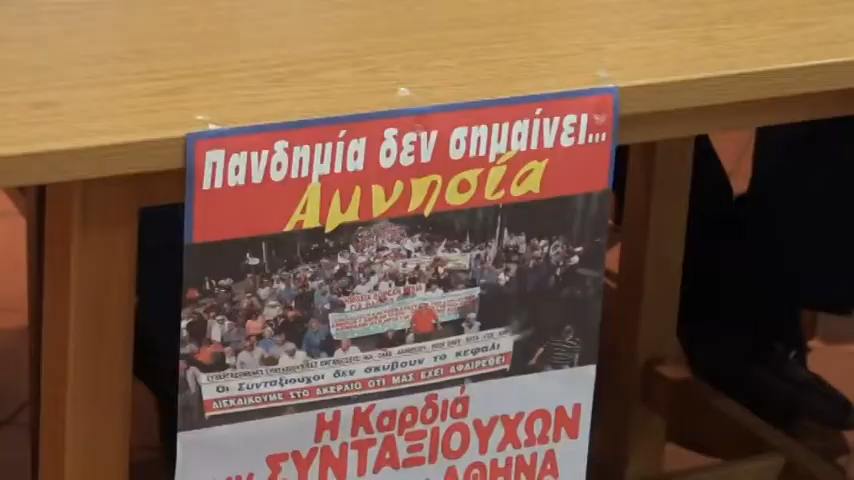 Πανδημία δεν σημαίνει...
Αμνησία
Οι Συνταξιούχοι δεν σκύβουν το κεφάλι
ΔΙΕΚΔΙΚΟΥΜΕ ΣΤΟ ΑΚΕΡΑΙΟ ΟΤΙ ΜΑΣ ΕΧΕΙ ΑΦΑΙΡΕΘΕΙ
Η Καρδιά
ΣΥΝΤΑΞΙΟΥΧΩΝ
ΑΘΗΝΑ